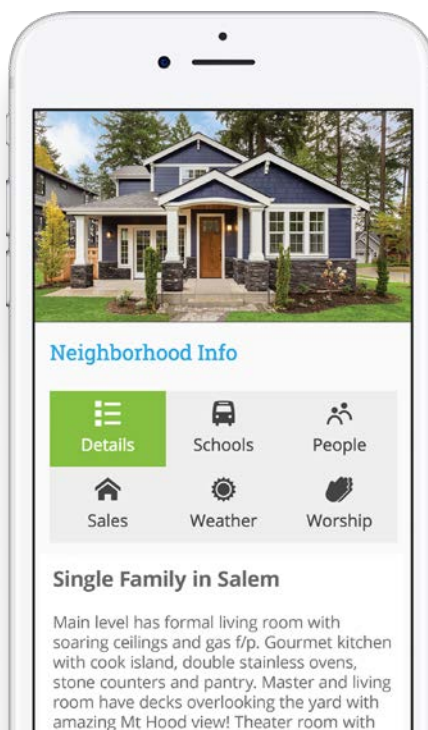 Neighborhood Info
Details
Schools
People
Sales
Weather
Worship
Single Family in Salem
Main level has formal living room with
soaring ceilings and gas f/p. Gourmet kitchen
with cook island, double stainless ovens,
stone counters and pantry. Master and living
room have decks overlooking the yard with
amazing Mt Hood view! Theater room with